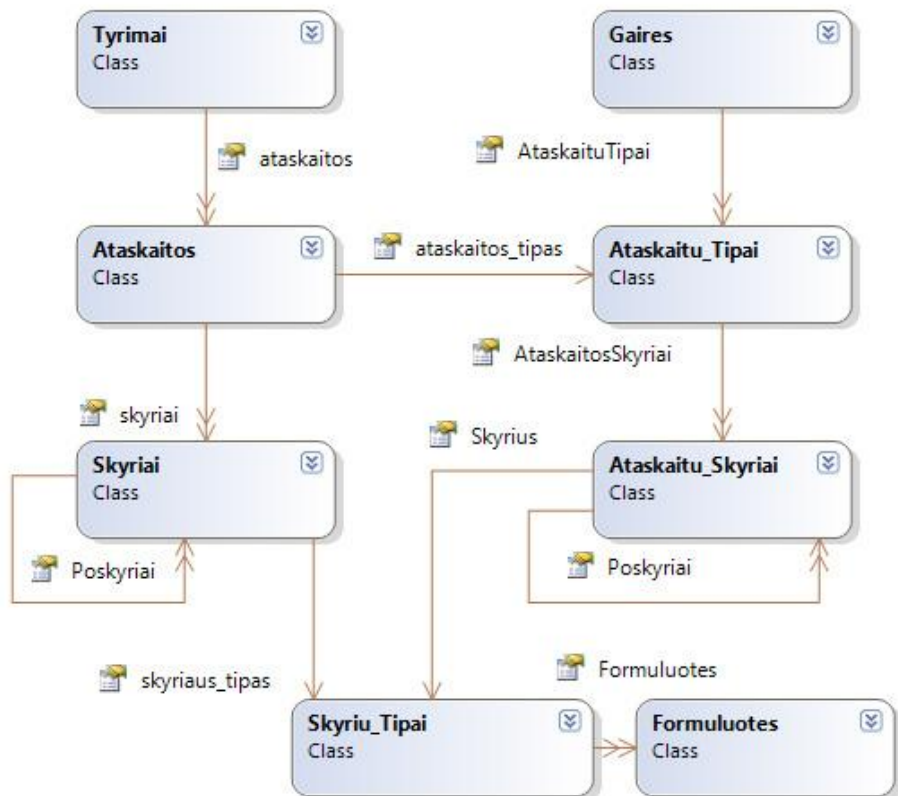 Tyrimai
Class
Gaires
Class
ataskaitos
AtaskaituTipai
Ataskaitos
Class
ataskaitos_tipas
Ataskaitu_Tipai
Class
AtaskaitosSkyriai
skyriai
Skyrius
Skyriai
Class
Ataskaitu_Skyriai
Class
Poskyriai
Poskyriai
skyriaus_tipas
Formuluotes
Skyriu_Tipai
Class
Formuluotes
Class